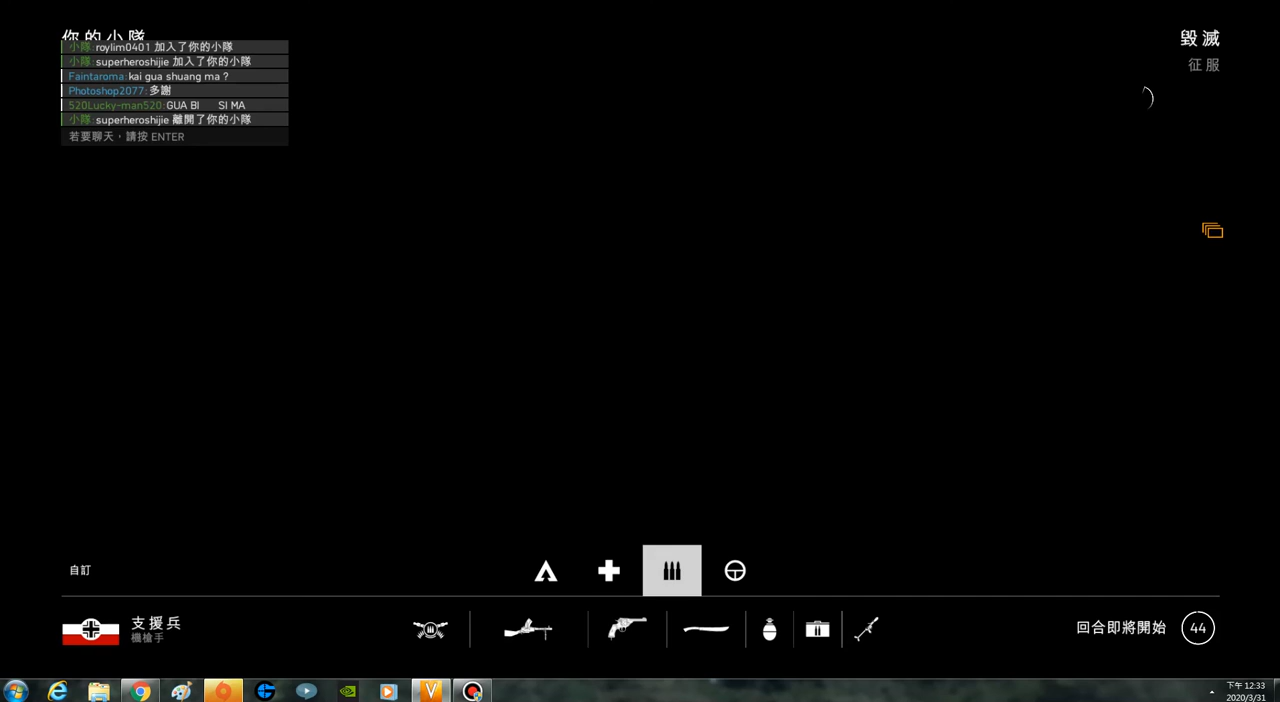 你的小隊
小隊: roylim0401 加入了你的小隊
小隊: superheroshijie 加入了你的小隊
Faintaroma: kai gua shuang ma ?
Photoshop2077: 多謝
520Lucky-man520: GUA BI SI MA
小隊: superheroshijie 離開了你的小隊
若要聊天，請按 ENTER
毀滅
征服
自訂
支援兵
機槍手
回合即將開始 44
下午 12:33
2020/3/31